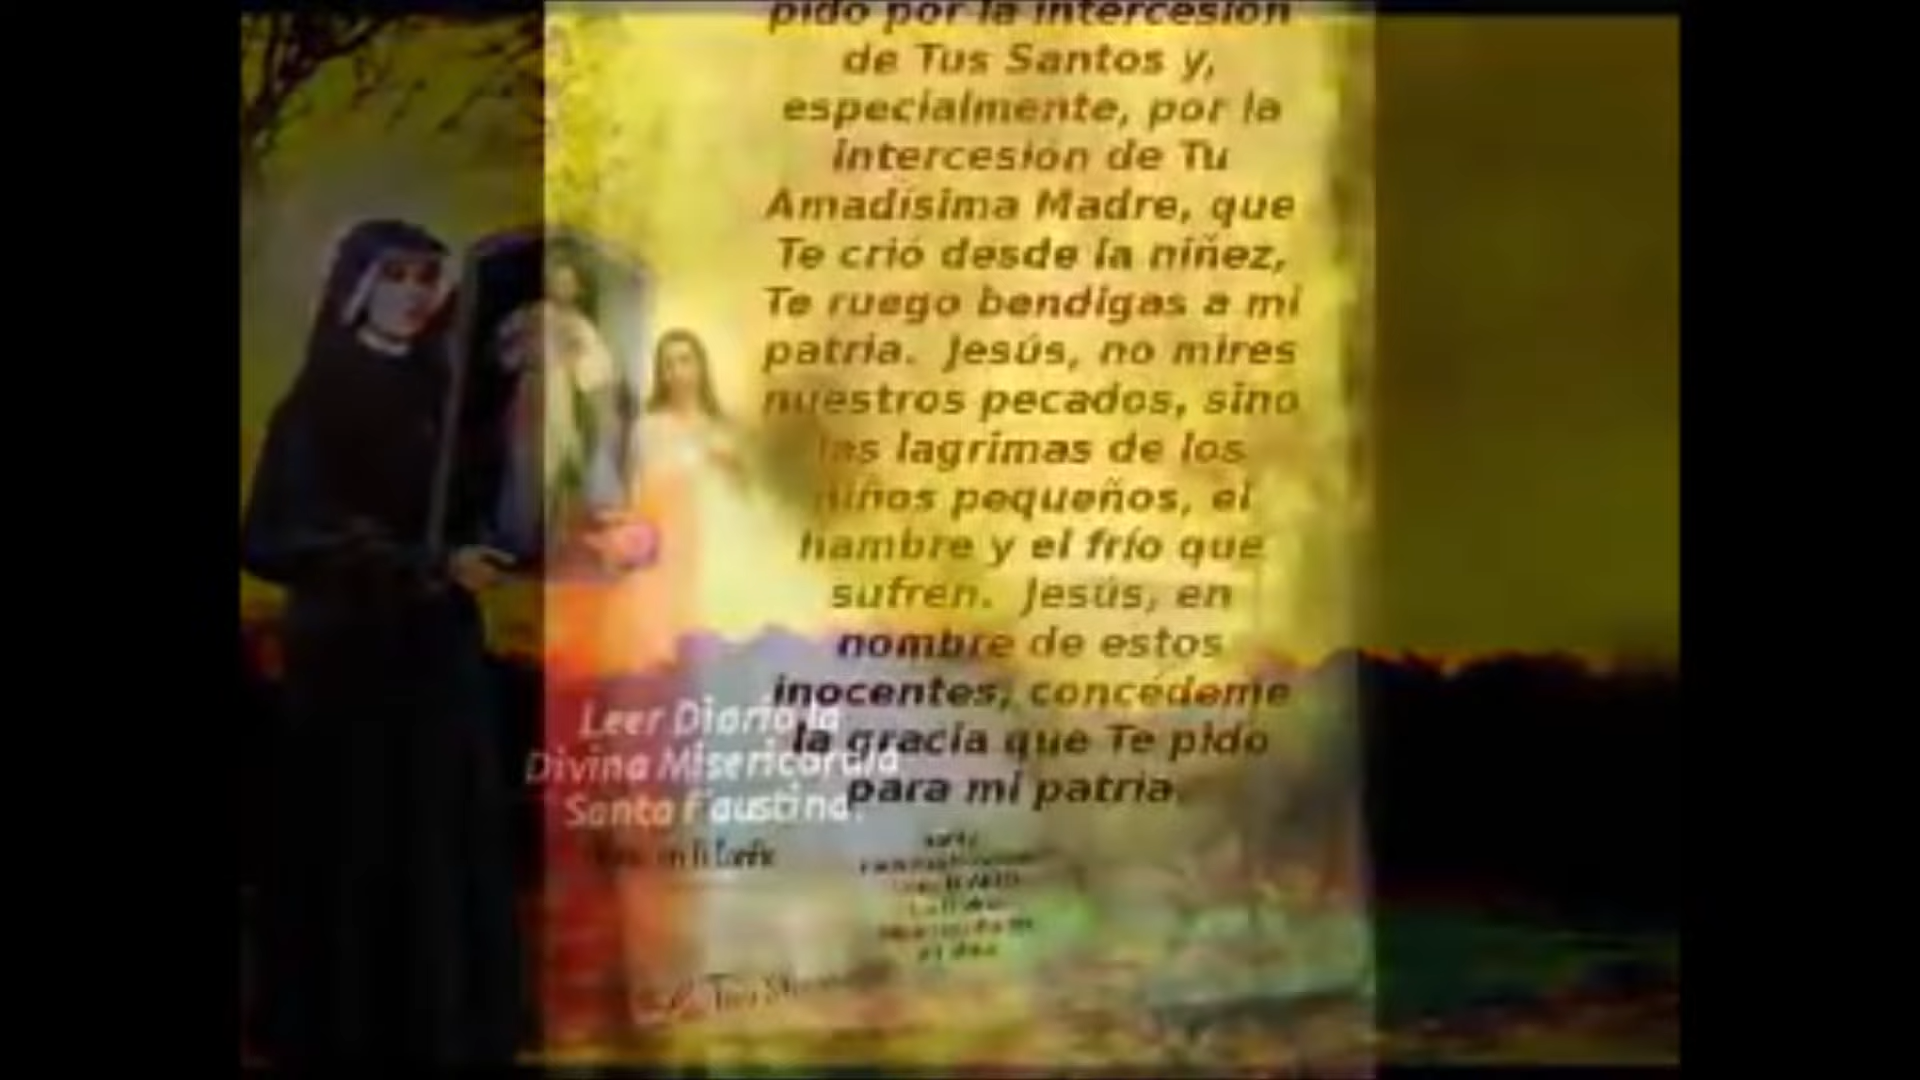 pido por la intercesión
de Tus Santos y,
especialmente, por la
intercesión de Tu
Amadísima Madre, que
Te crió desde la niñez,
Te ruego bendigas a mi
patria. Jesús, no mires
nuestros pecados, sino
las lagrimas de los
niños pequeños, el
hambre y el frío que
sufren. Jesús, en
nombre de estos
inocentes, concédeme
la gracia que Te pido
para mi patria.
Leer Diario la
Divina Misericordia
Santa Faustina.